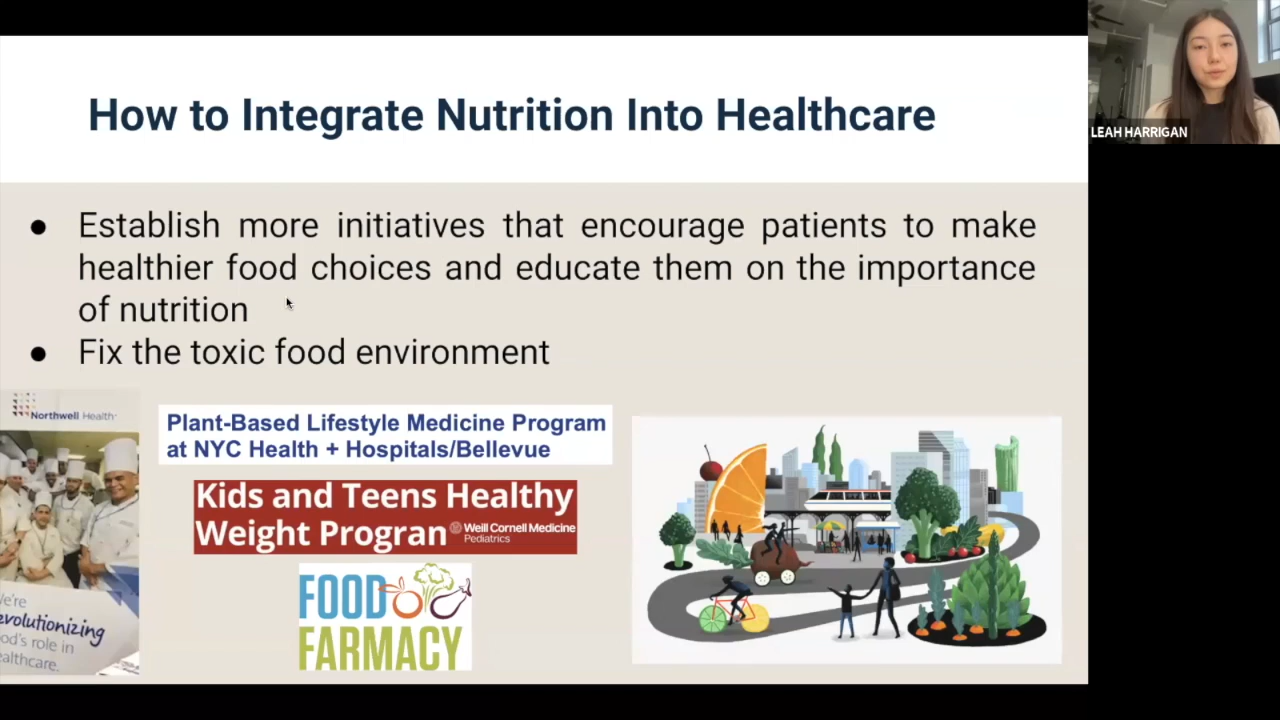 How to Integrate Nutrition Into Healthcare
LEAH HARRIGAN
● Establish more initiatives that encourage patients to make
healthier food choices and educate them on the importance
of nutrition
● Fix the toxic food environment
Northwell Health
Plant-Based Lifestyle Medicine Program
at NYC Health + Hospitals/Bellevue
Kids and Teens Healthy
Weight Progran
Weill Cornell Medicine
Pediatrics
FOOD
FARMACY
e're
evolutionizing
od's role in
ealthcare.